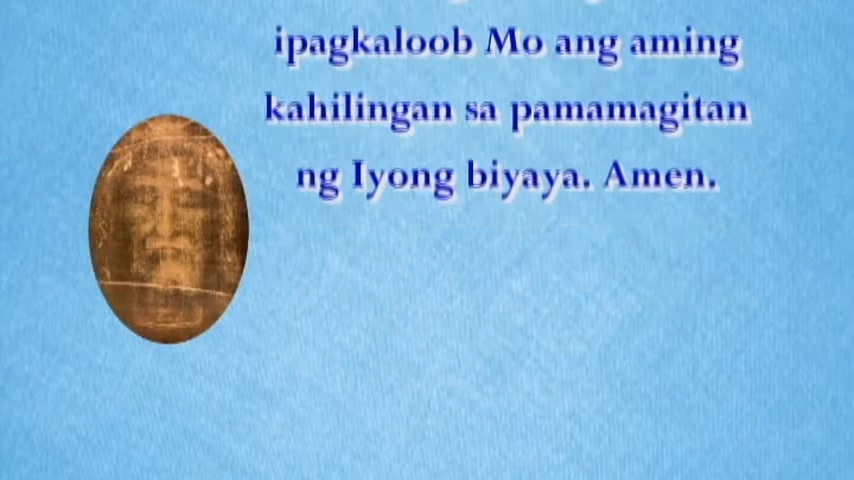 ipagkaloob Mo ang aming
kahilingan sa pamamagitan
ng Iyong biyaya. Amen.